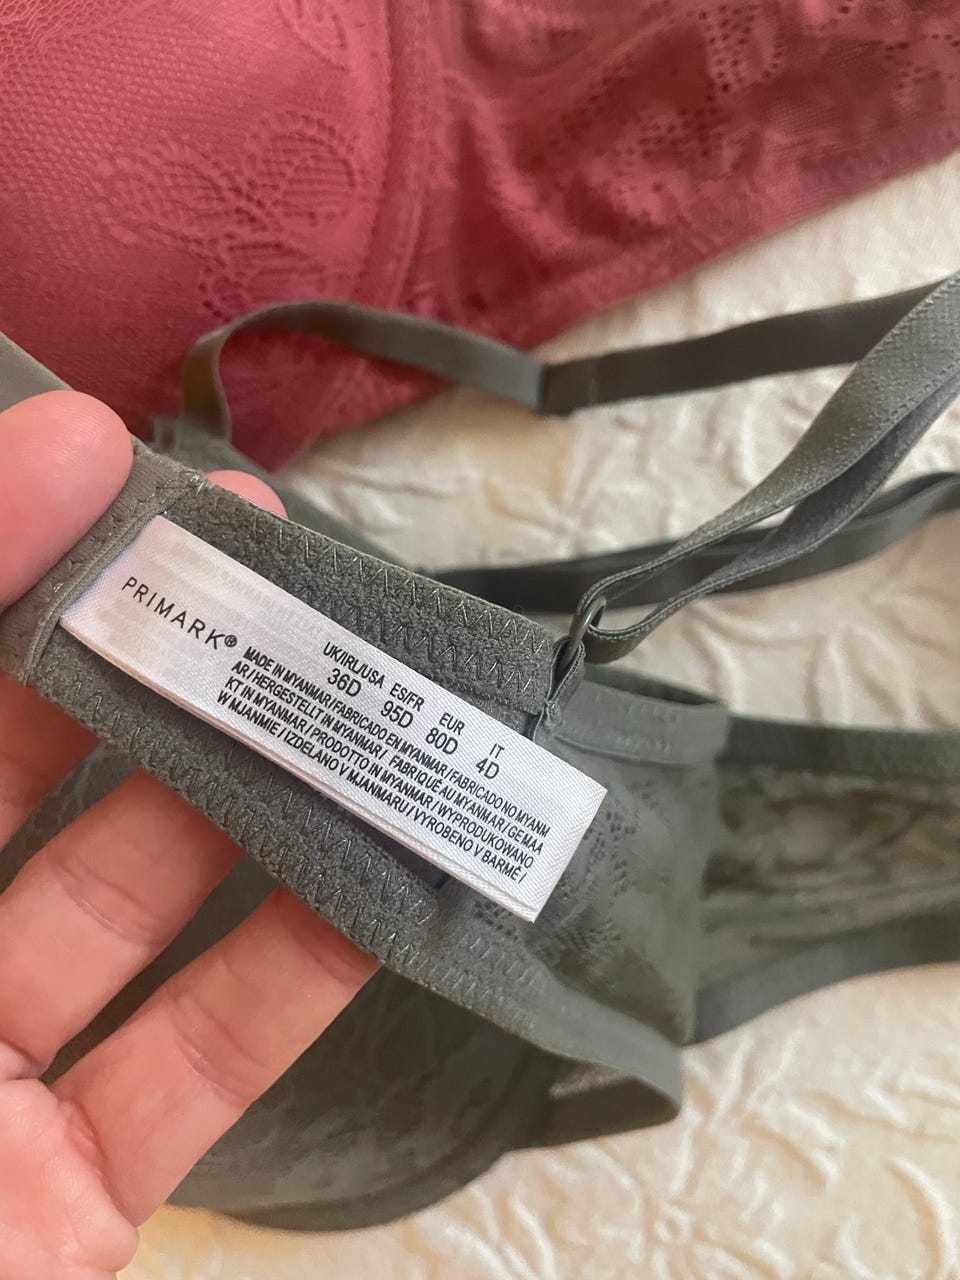 PRIMARK®
UK/IRL/USA ES/FR EUR IT
36D 95D 80D 4D
MADE IN MYANMAR / FABRICADO EN MYANMAR / FABRICADO NO MYANM
AR / HERGESTELLT IN MYANMAR / FABRIQUÉ AU MYANMAR / GEMAA
KT IN MYANMAR / PRODOTTO IN MYANMAR / WYPRODUKOWANO
W MJANMIE / IZDELANO V MJANMARU / VYROBENO V BARMĚ /